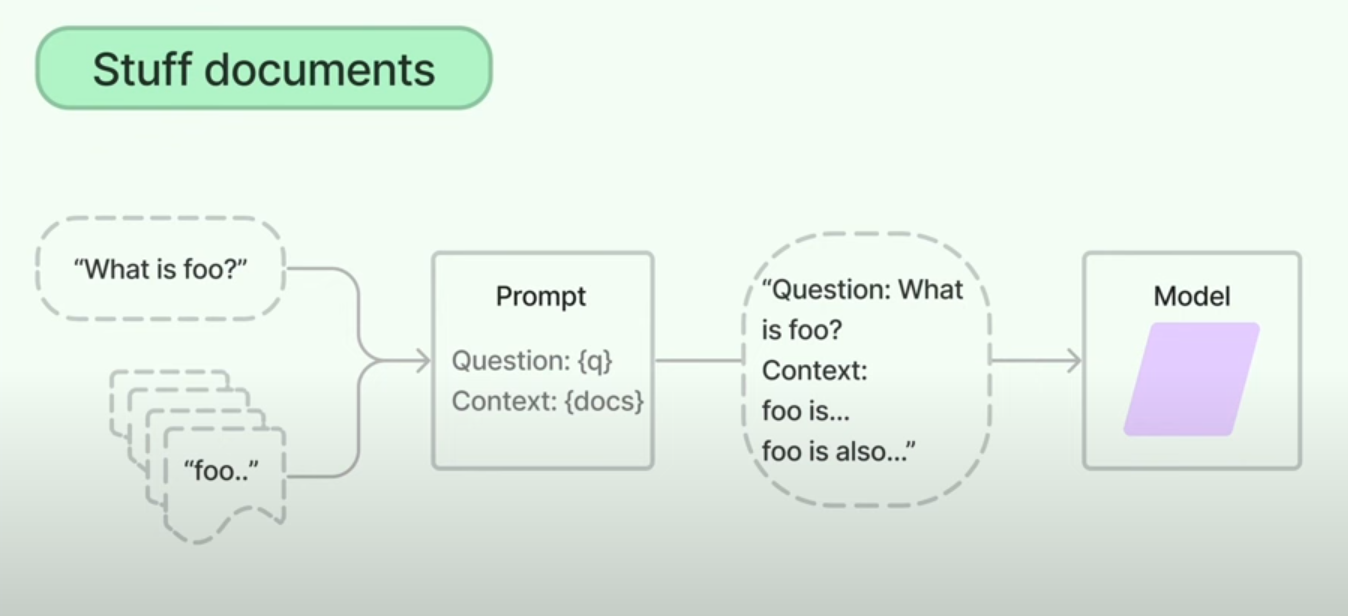 Stuff documents
“What is foo?”
“foo..”
Prompt
Question: {q}
Context: {docs}
“Question: What
is foo?
Context:
foo is...
foo is also...”
Model